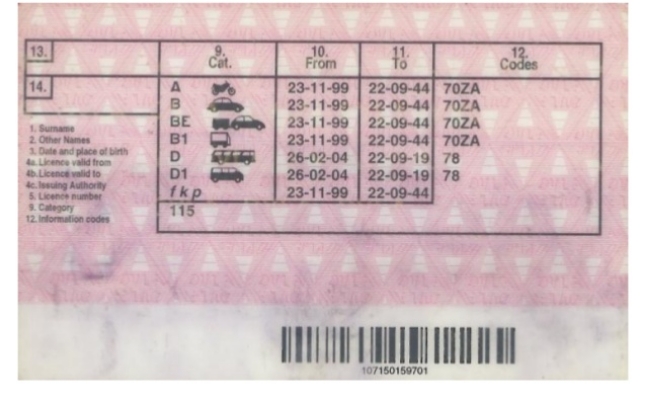 13.
9. Cat. 10. From 11. To 12. Codes
14.
A 23-11-99 22-09-44 70ZA
B 23-11-99 22-09-44 70ZA
BE 23-11-99 22-09-44 70ZA
B1 23-11-99 22-09-44 70ZA
D 26-02-04 22-09-19 78
D1 26-02-04 22-09-19 78
f k p 23-11-99 22-09-44
115
1. Surname
2. Other Names
3. Date and place of birth
4a. Licence valid from
4b. Licence valid to
4c. Issuing Authority
5. Licence number
9. Category
12. Information codes
107150159701